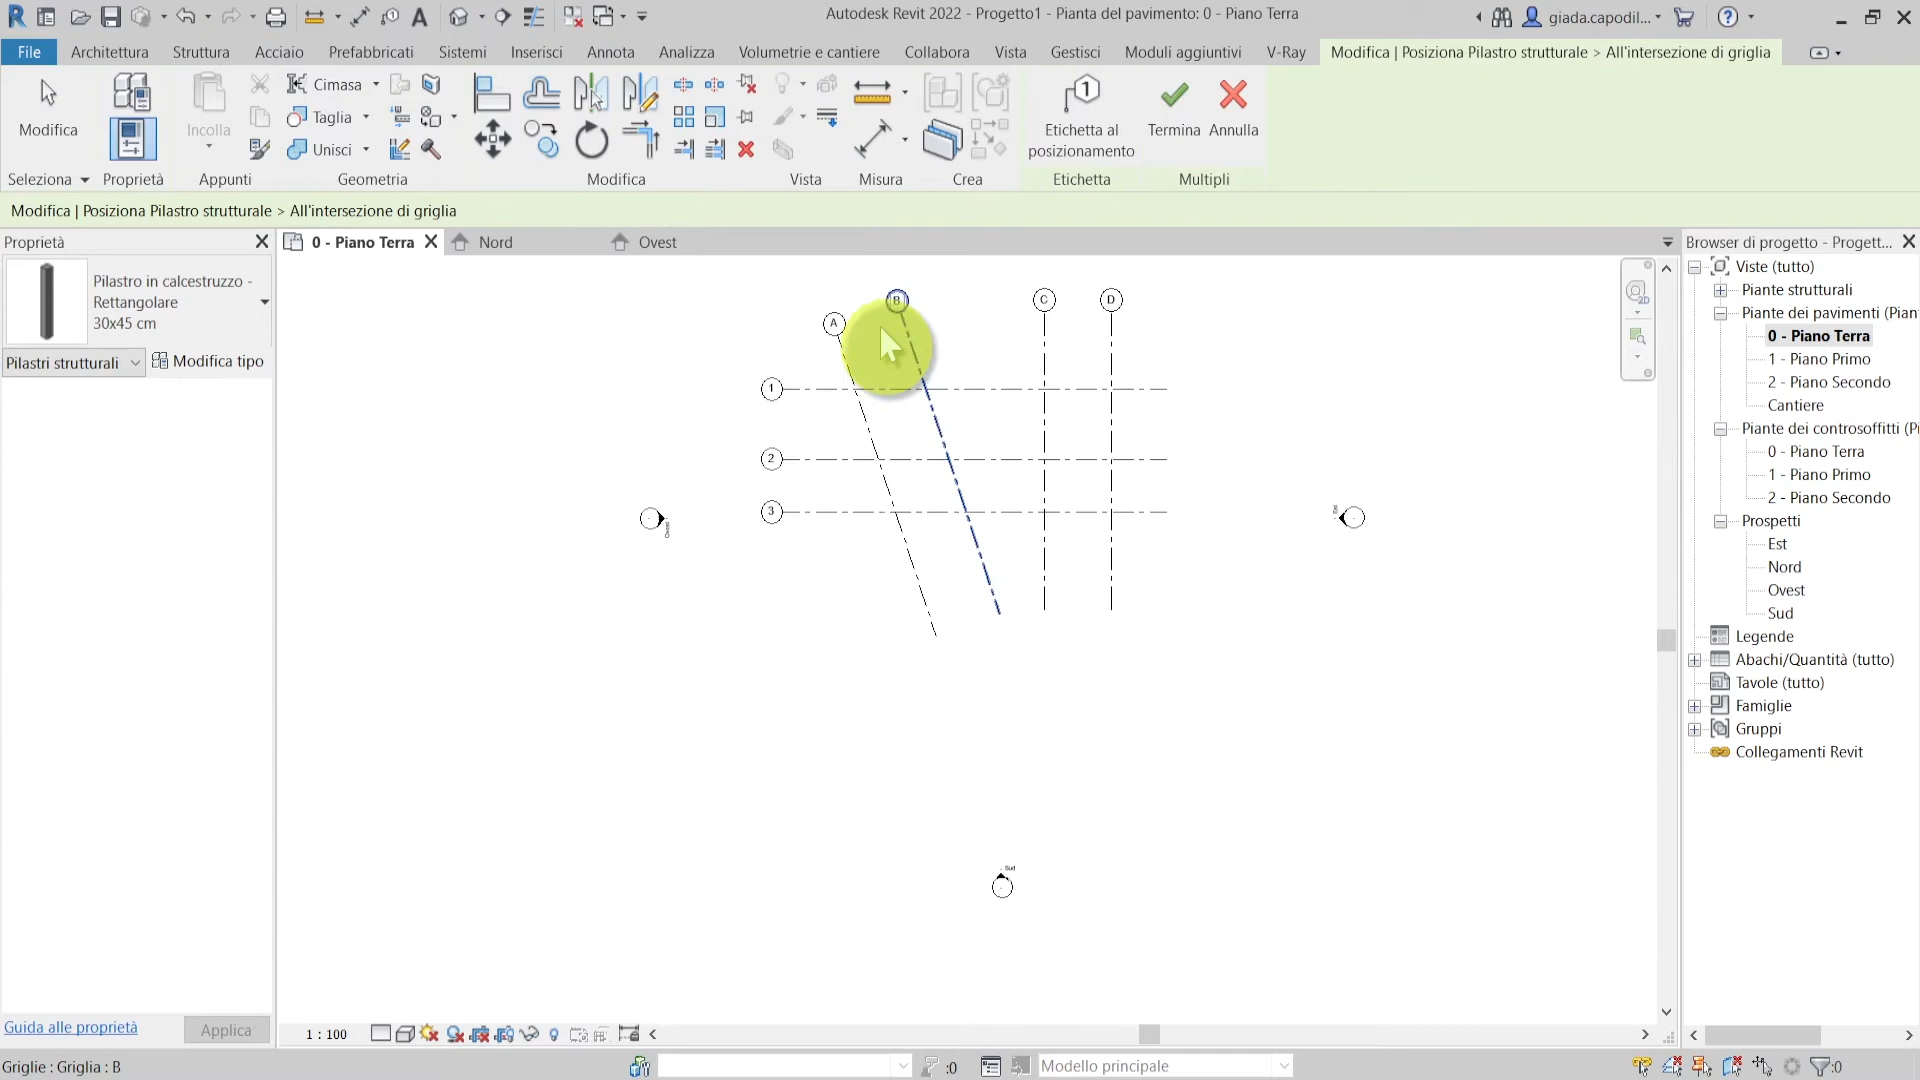 Autodesk Revit 2022 - Progetto1 - Pianta del pavimento: 0 - Piano Terra
giada.capodil...
File
Architettura
Struttura
Acciaio
Prefabbricati
Sistemi
Inserisci
Annota
Analizza
Volumetrie e cantiere
Collabora
Vista
Gestisci
Moduli aggiuntivi
V-Ray
Modifica | Posiziona Pilastro strutturale > All'intersezione di griglia
Modifica
Incolla
Cimasa
Taglia
Unisci
Etichetta al
posizionamento
Termina
Annulla
Seleziona
Proprietà
Appunti
Geometria
Modifica
Vista
Misura
Crea
Etichetta
Multipli
Modifica | Posiziona Pilastro strutturale > All'intersezione di griglia
Proprietà
0 - Piano Terra
Nord
Ovest
Browser di progetto - Progett...
Pilastro in calcestruzzo -
Rettangolare
30x45 cm
Pilastri strutturali
Modifica tipo
A
B
C
D
1
2
3
Ovest
Est
Sud
2D
Viste (tutto)
Piante strutturali
Piante dei pavimenti (Pian
0 - Piano Terra
1 - Piano Primo
2 - Piano Secondo
Cantiere
Piante dei controsoffitti (Pi
0 - Piano Terra
1 - Piano Primo
2 - Piano Secondo
Prospetti
Est
Nord
Ovest
Sud
Legende
Abachi/Quantità (tutto)
Tavole (tutto)
Famiglie
Gruppi
Collegamenti Revit
Guida alle proprietà
Applica
1 : 100
Griglie : Griglia : B
:0
Modello principale
:0